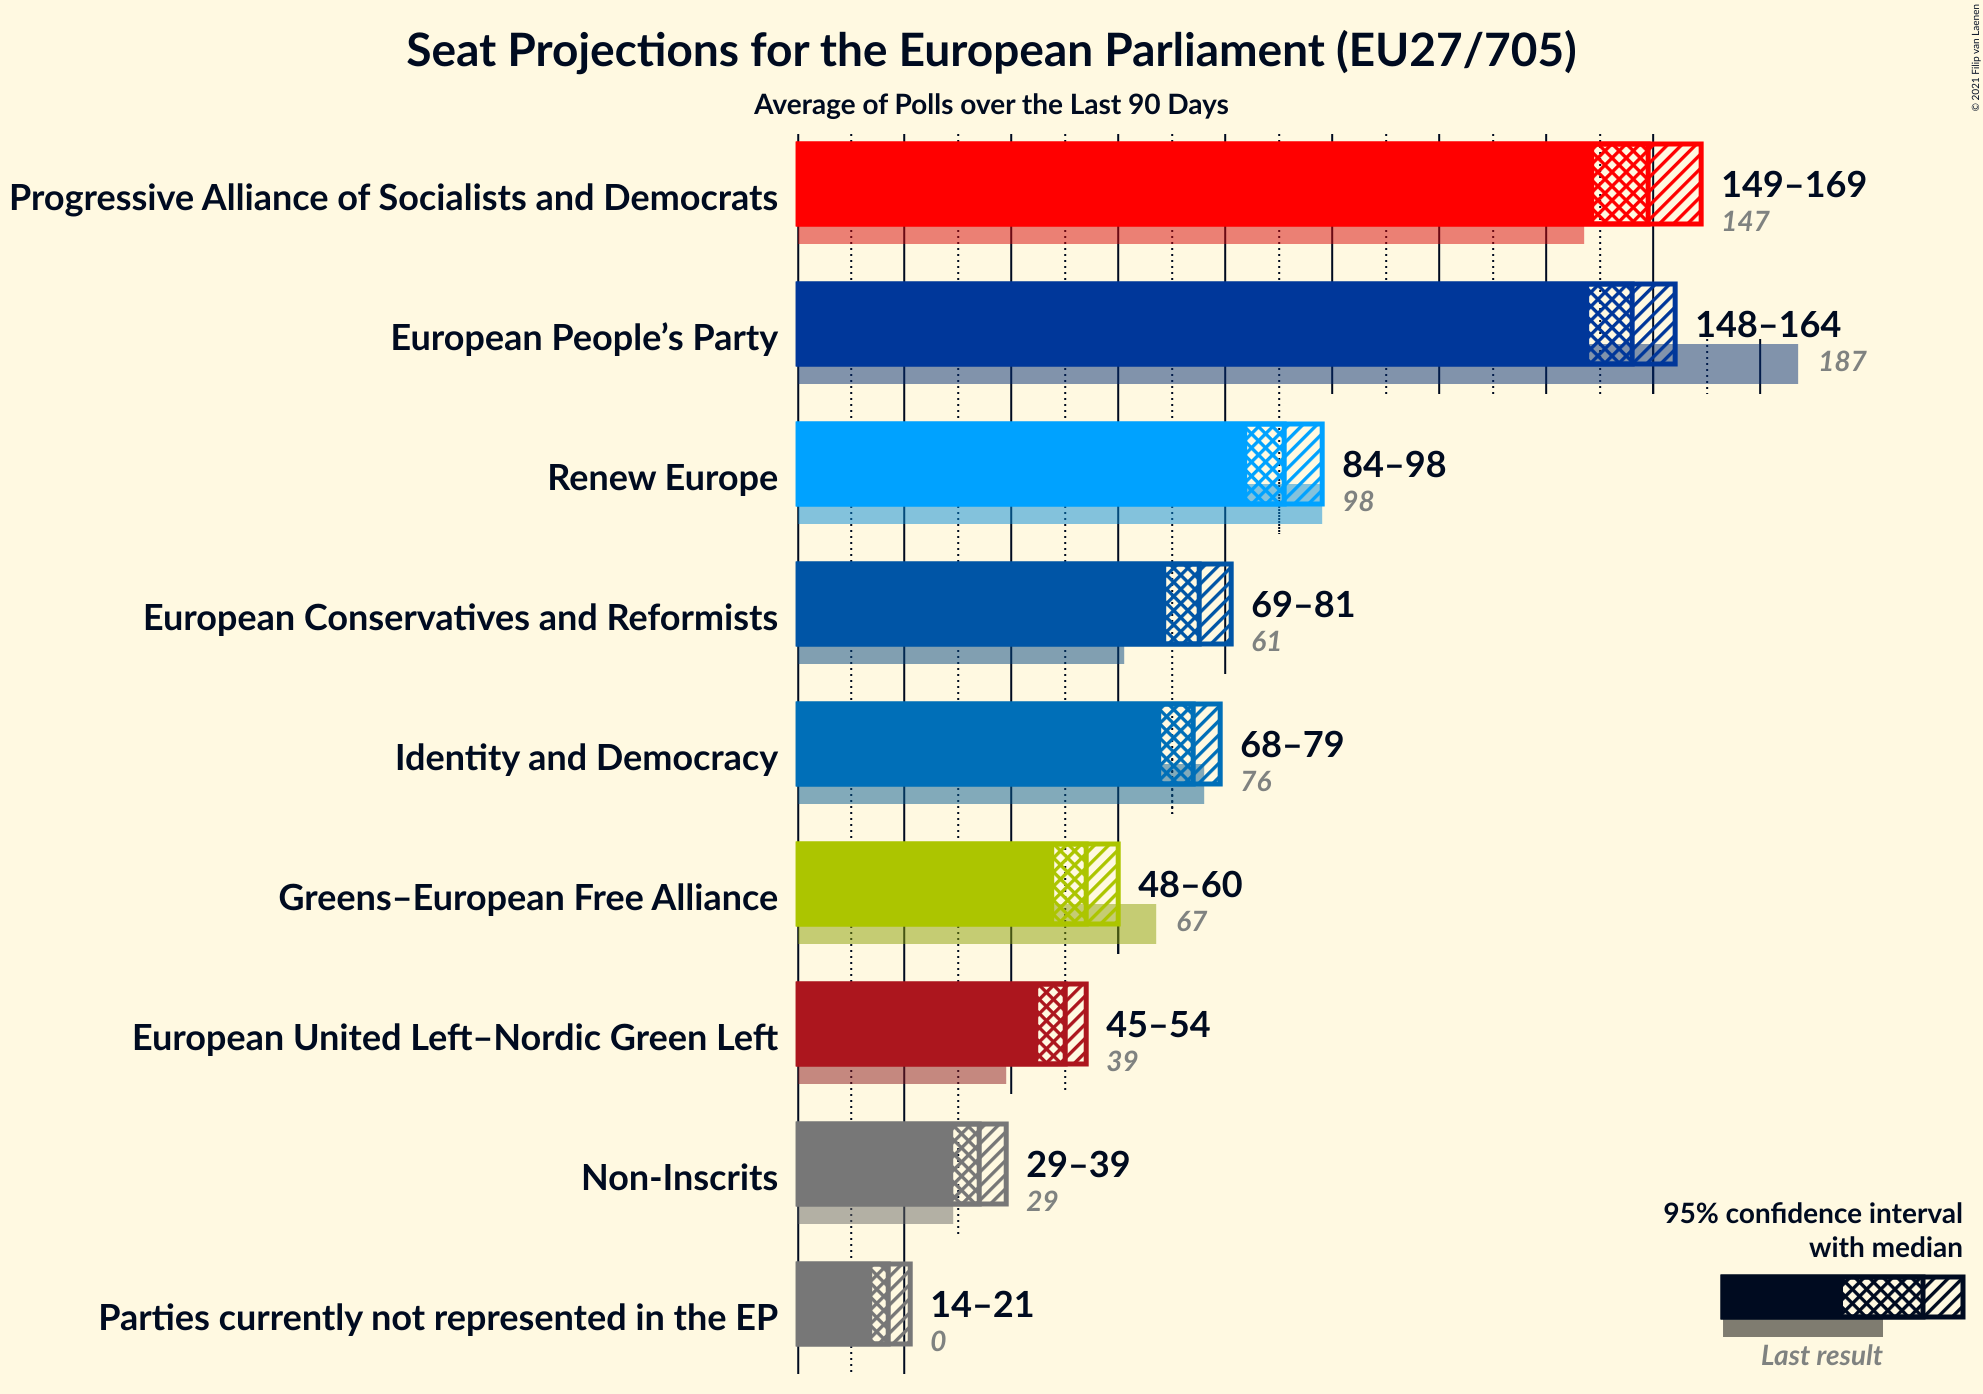 Seat Projections for the European Parliament (EU27/705)
Average of Polls over the Last 90 Days
© 2021 Filip van Laenen
Progressive Alliance of Socialists and Democrats
149–169
147
European People’s Party
148–164
187
Renew Europe
84–98
98
European Conservatives and Reformists
69–81
61
Identity and Democracy
68–79
76
Greens–European Free Alliance
48–60
67
European United Left–Nordic Green Left
45–54
39
Non-Inscrits
29–39
29
Parties currently not represented in the EP
14–21
0
95% confidence interval
with median
Last result